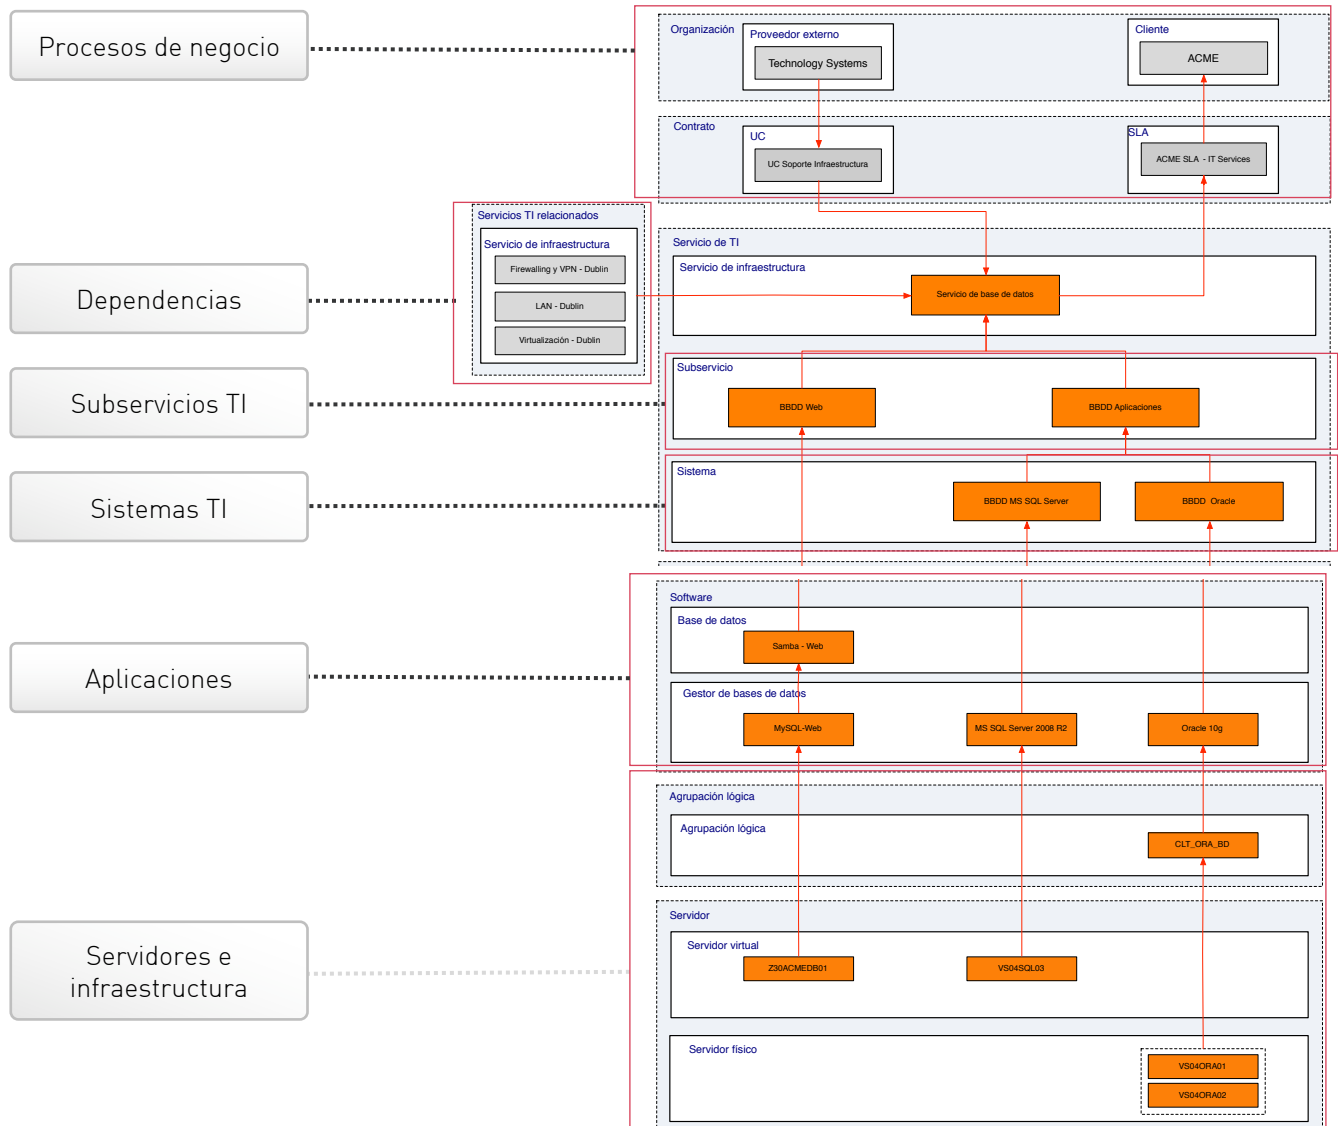 Procesos de negocio
Organización
Proveedor externo
Technology Systems
Cliente
ACME
Contrato
UC
UC Soporte Infraestructura
SLA
ACME SLA - IT Services
Dependencias
Servicios TI relacionados
Servicio de infraestructura
Firewalling y VPN - Dublin
LAN - Dublin
Virtualización - Dublin
Servicio de TI
Servicio de infraestructura
Servicio de base de datos
Subservicios TI
Subservicio
BBDD Web
BBDD Aplicaciones
Sistemas TI
Sistema
BBDD MS SQL Server
BBDD Oracle
Aplicaciones
Software
Base de datos
Samba - Web
Gestor de bases de datos
MySQL-Web
MS SQL Server 2008 R2
Oracle 10g
Servidores e
infraestructura
Agrupación lógica
Agrupación lógica
CLT_ORA_BD
Servidor
Servidor virtual
Z30ACMEDB01
VS04SQL03
Servidor físico
VS04ORA01
VS04ORA02